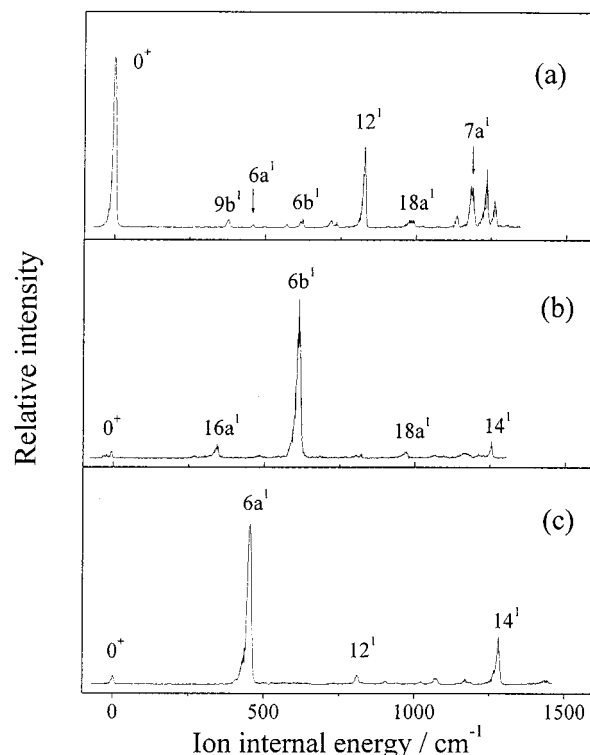 (a)
0⁺
9b¹
6a¹
6b¹
12¹
18a¹
7a¹
(b)
0⁺
16a¹
6b¹
18a¹
14¹
(c)
0⁺
6a¹
12¹
14¹
Relative intensity
0 500 1000 1500
Ion internal energy / cm⁻¹